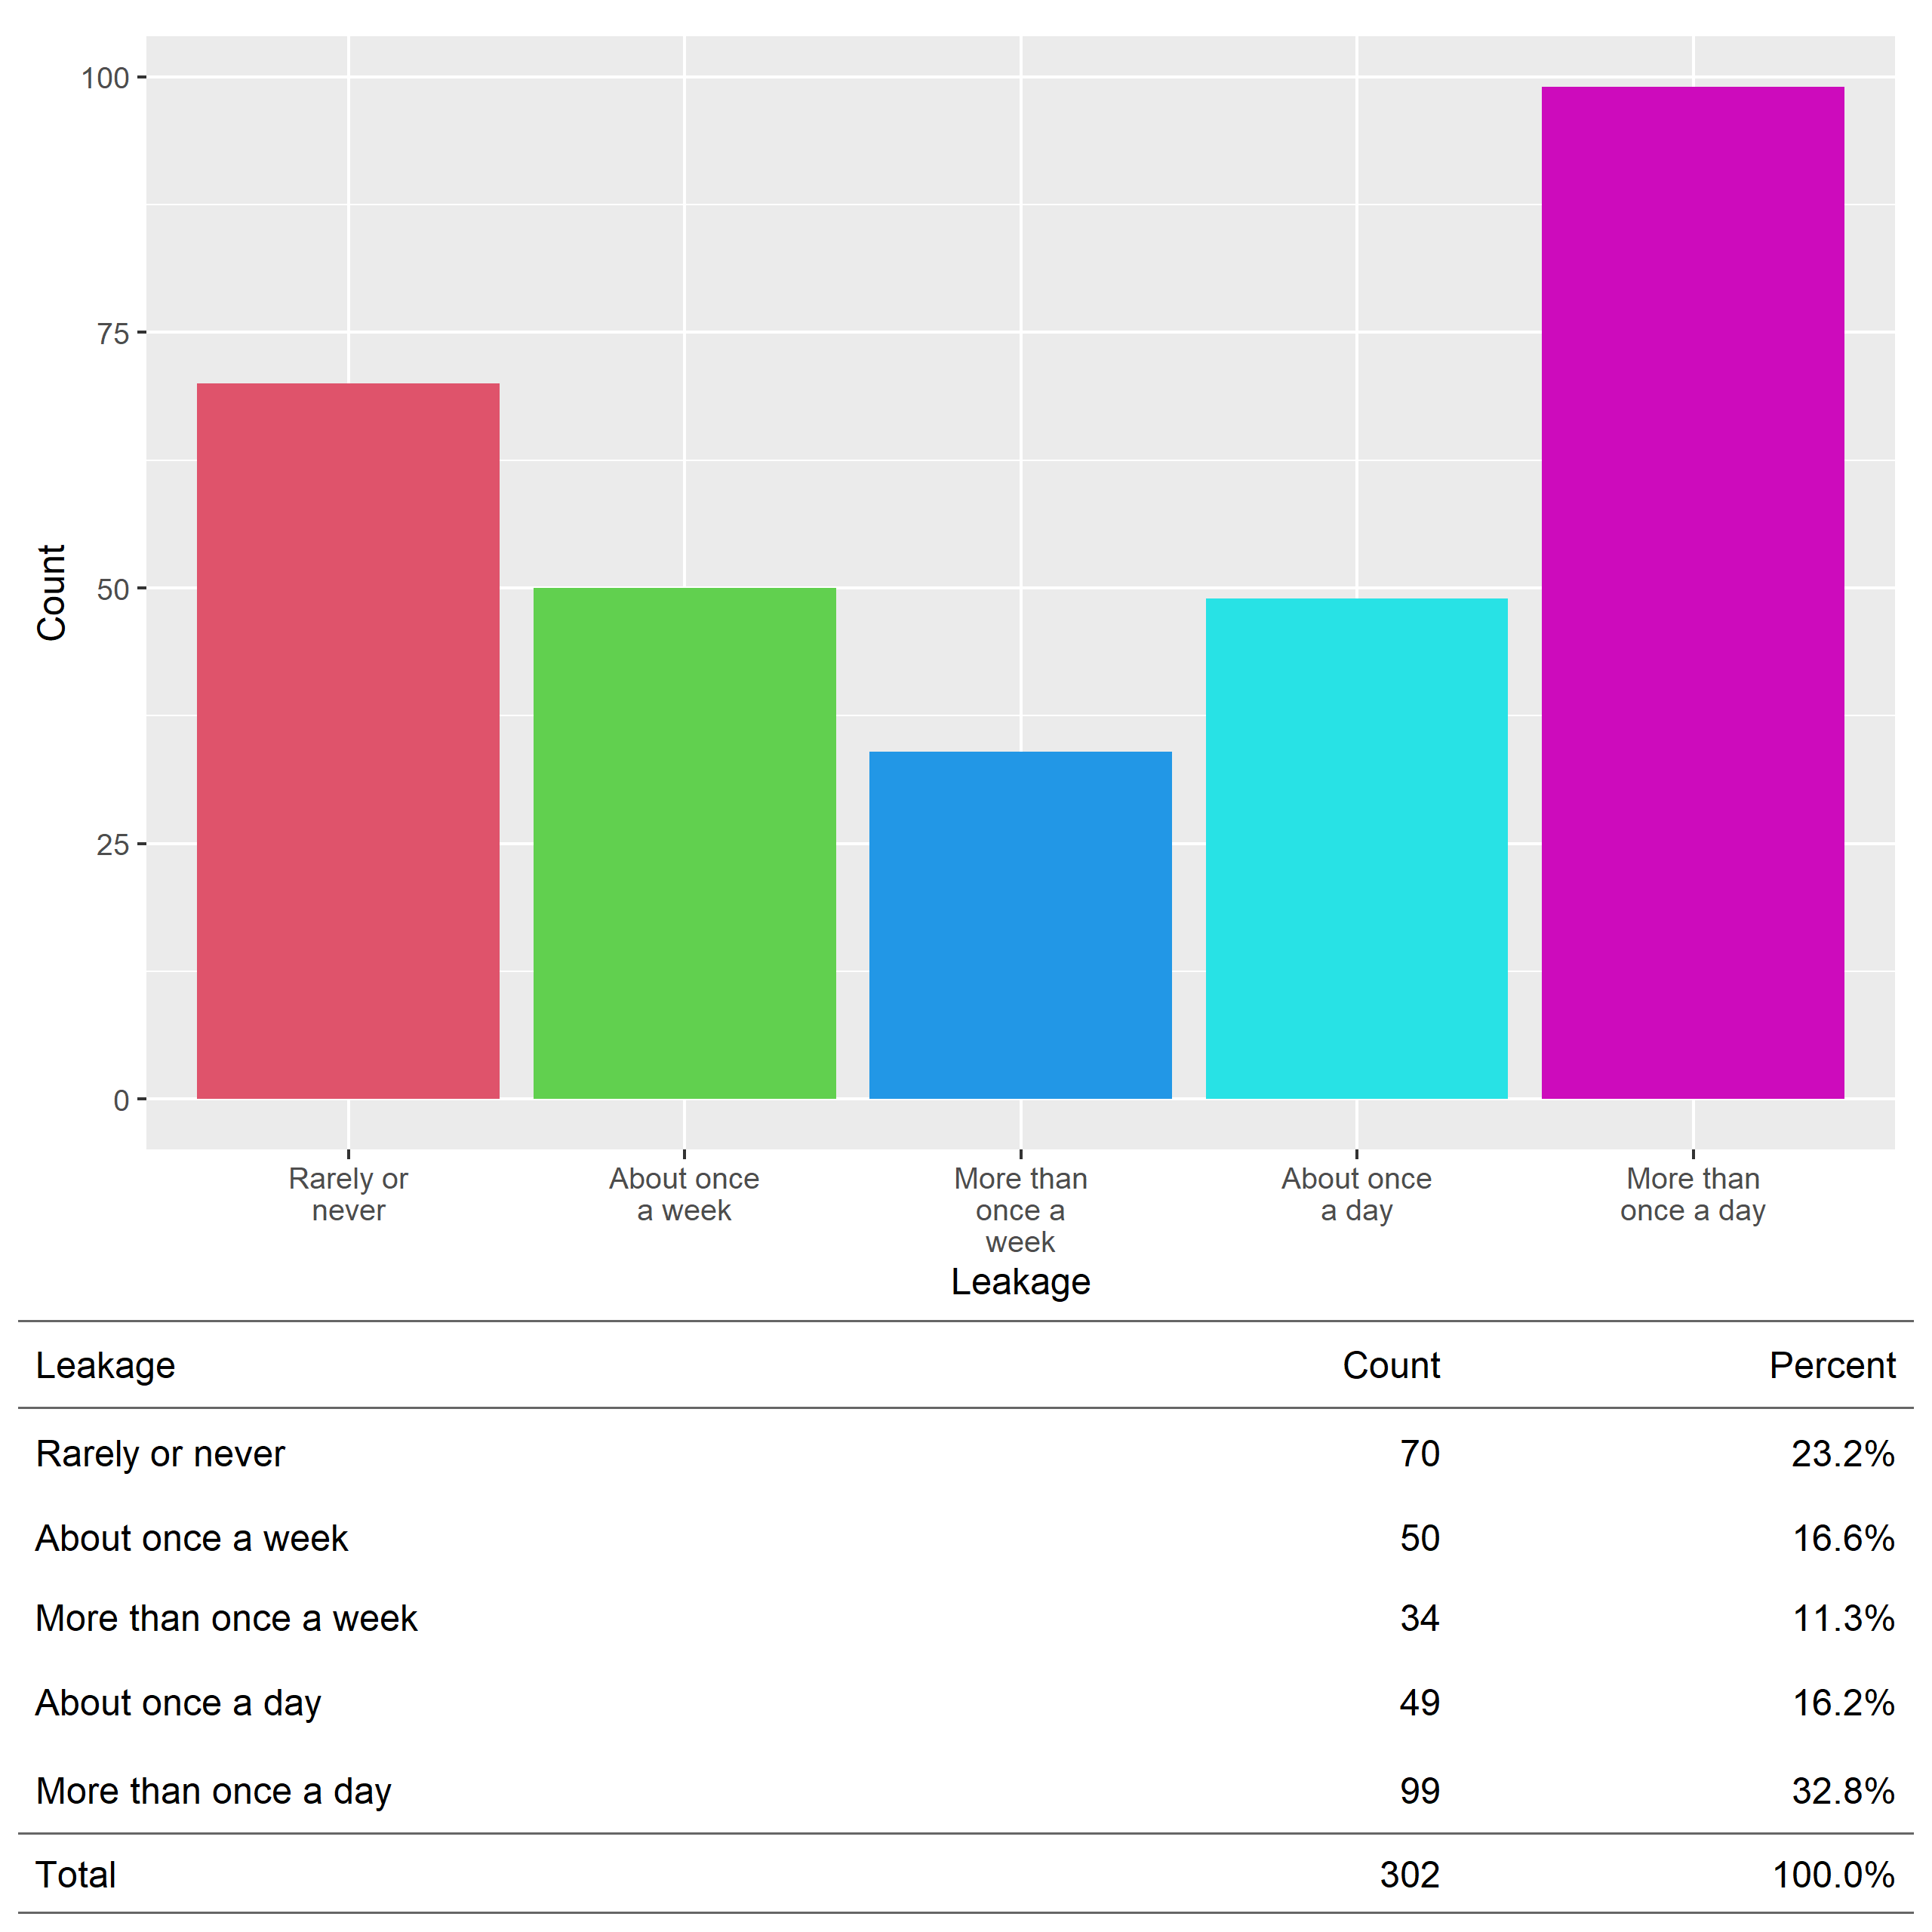 100
75
50
25
0
Count
Rarely or
never
About once
a week
More than
once a
week
About once
a day
More than
once a day
Leakage
Leakage Count Percent
Rarely or never 70 23.2%
About once a week 50 16.6%
More than once a week 34 11.3%
About once a day 49 16.2%
More than once a day 99 32.8%
Total 302 100.0%